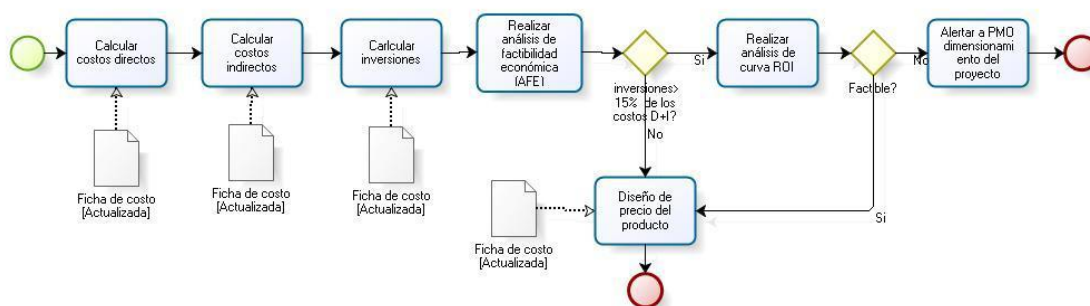 Calcular
costos directos
Calcular
costos
indirectos
Carlcular
inversiones
Realizar
análisis de
factibilidad
económica
(AFE)
inversiones>
15% de los
costos D+I?
Si
No
Realizar
análisis de
curva ROI
Factible?
No
Si
Alertar a PMO
dimensionami
ento del
proyecto
Ficha de costo
[Actualizada]
Ficha de costo
[Actualizada]
Ficha de costo
[Actualizada]
Ficha de costo
[Actualizada]
Diseño de
precio del
producto